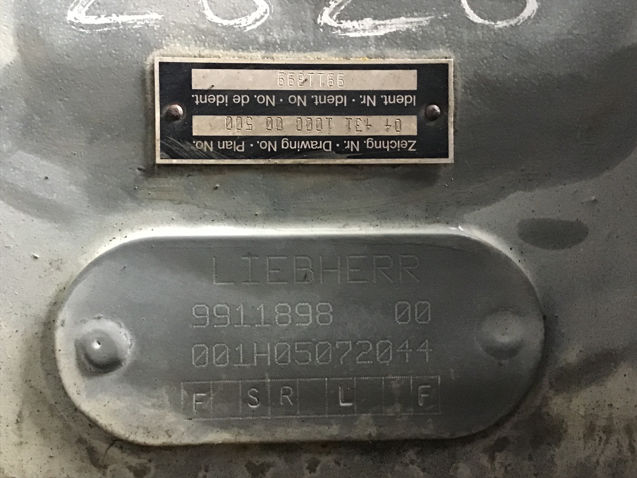 Zeichng. Nr. · Drawing No. · Plan No.
04 431 1000 00 500
Ident. Nr. · Ident. No · No. de ident.
9911899
LIEBHERR
9911898 00
001H05072044
F SR L F